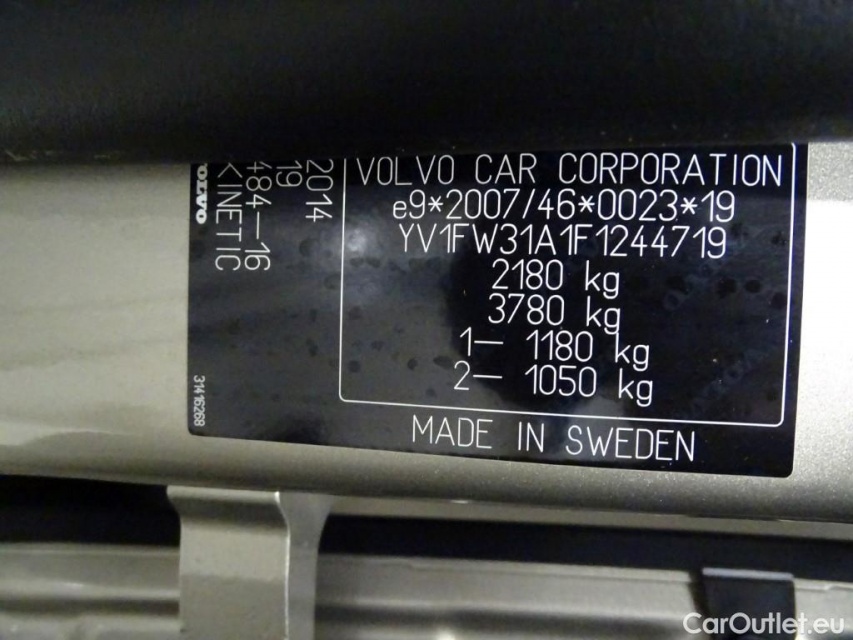 VOLVO CAR CORPORATION
e9*2007/46*0023*19
YV1FW31A1F1244719
2180 kg
3780 kg
1— 1180 kg
2— 1050 kg
MADE IN SWEDEN
2014
19
484—16
KINETIC
VOLVO
31416268
CarOutlet.eu